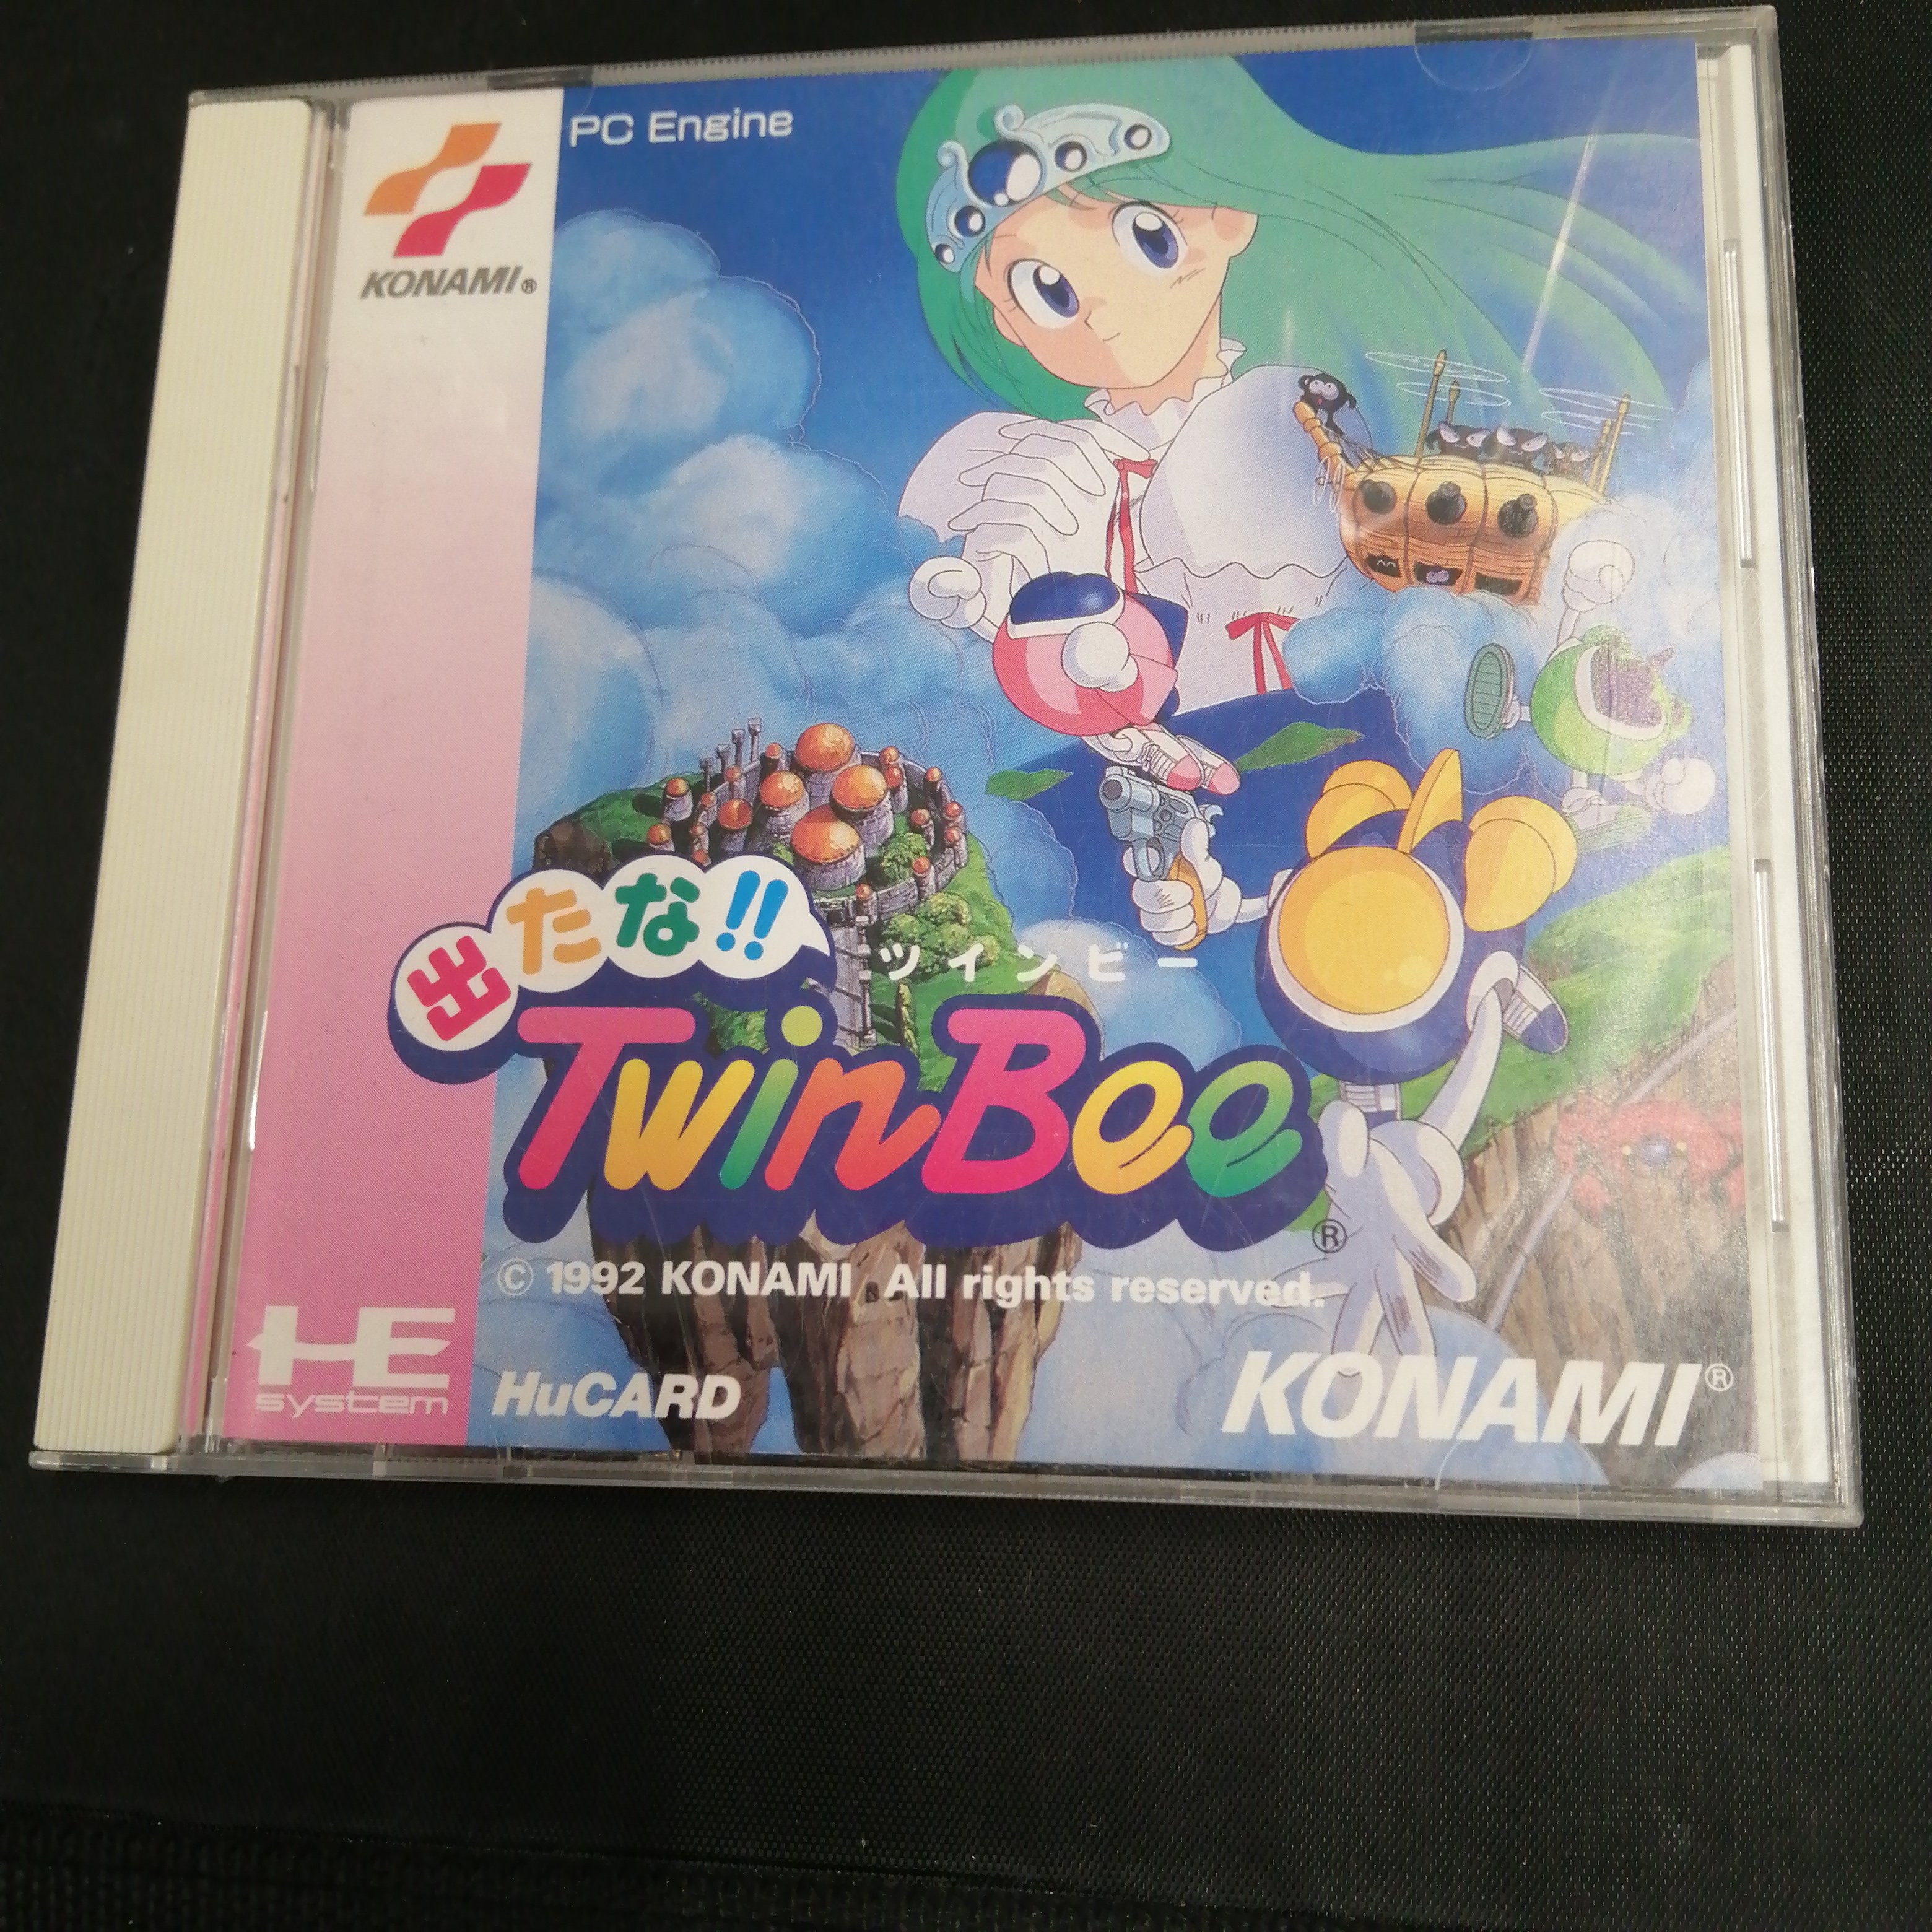 PC Engine
KONAMI®
出たな!!
ツインビー
TwinBee®
© 1992 KONAMI All rights reserved.
HE
system
HuCARD
KONAMI®